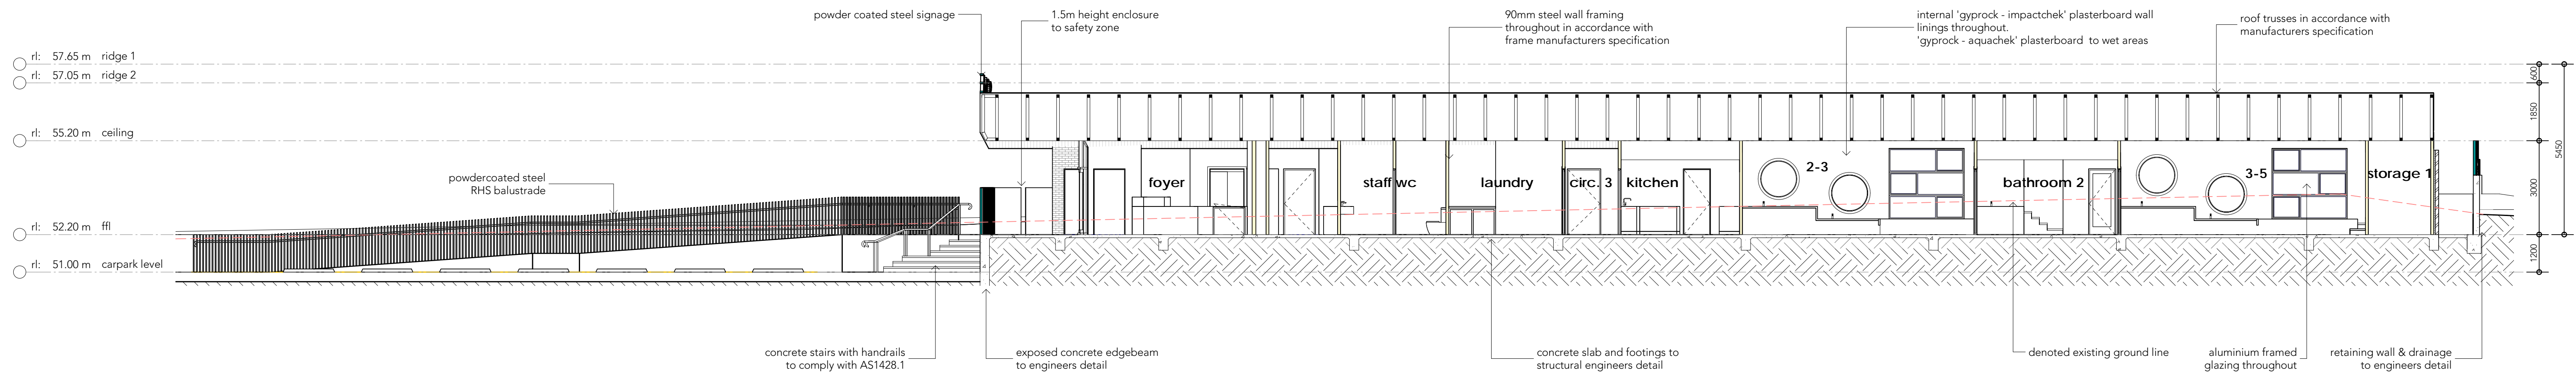 powder coated steel signage
1.5m height enclosure
to safety zone
90mm steel wall framing
throughout in accordance with
frame manufacturers specification
internal 'gyprock - impactchek' plasterboard wall
linings throughout.
'gyprock - aquachek' plasterboard to wet areas
roof trusses in accordance with
manufacturers specification
rl: 57.65 m ridge 1
rl: 57.05 m ridge 2
rl: 55.20 m ceiling
rl: 52.20 m ffl
rl: 51.00 m carpark level
powdercoated steel
RHS balustrade
foyer
staff wc
laundry
circ. 3
kitchen
2-3
bathroom 2
3-5
storage 1
600
1850
5450
3000
1200
concrete stairs with handrails
to comply with AS1428.1
exposed concrete edgebeam
to engineers detail
concrete slab and footings to
structural engineers detail
denoted existing ground line
aluminium framed
glazing throughout
retaining wall & drainage
to engineers detail